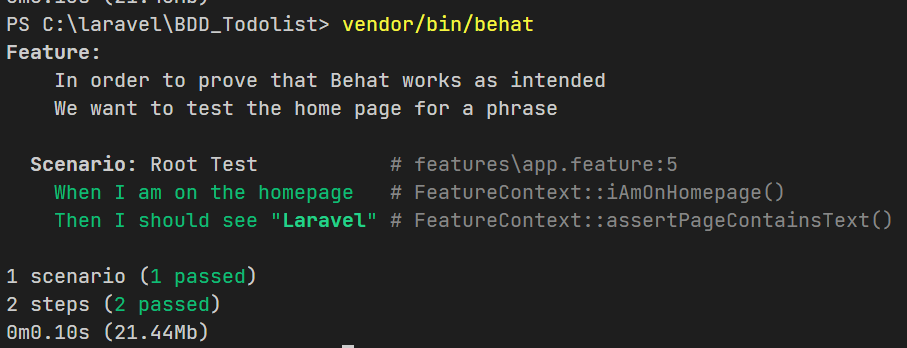 PS C:\laravel\BDD_Todolist> vendor/bin/behat
Feature:
    In order to prove that Behat works as intended
    We want to test the home page for a phrase

  Scenario: Root Test           # features\app.feature:5
    When I am on the homepage   # FeatureContext::iAmOnHomepage()
    Then I should see "Laravel" # FeatureContext::assertPageContainsText()

1 scenario (1 passed)
2 steps (2 passed)
0m0.10s (21.44Mb)